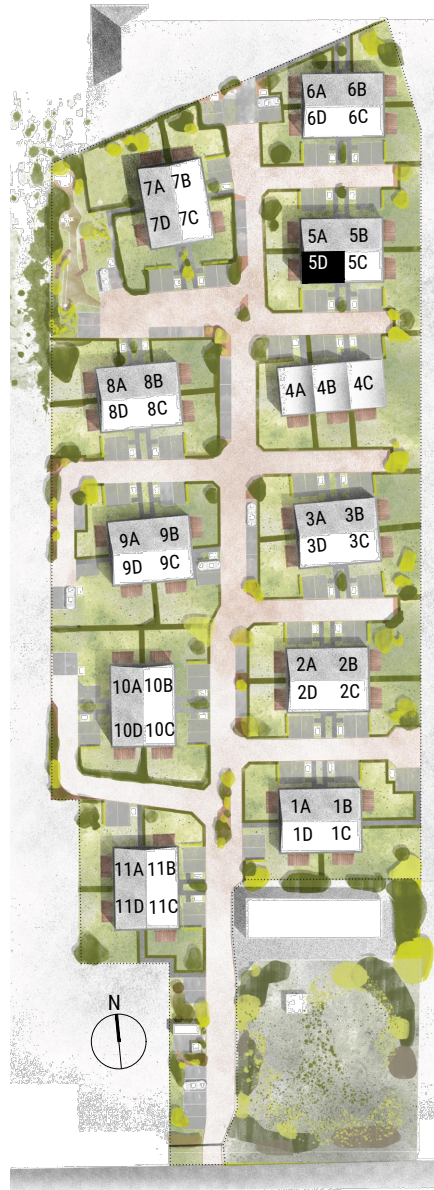 6A 6B
6D 6C
7A 7B
7D 7C
5A 5B
5D 5C
8A 8B
8D 8C
4A 4B 4C
9A 9B
9D 9C
3A 3B
3D 3C
10A 10B
10D 10C
2A 2B
2D 2C
1A 1B
1D 1C
11A 11B
11D 11C
N